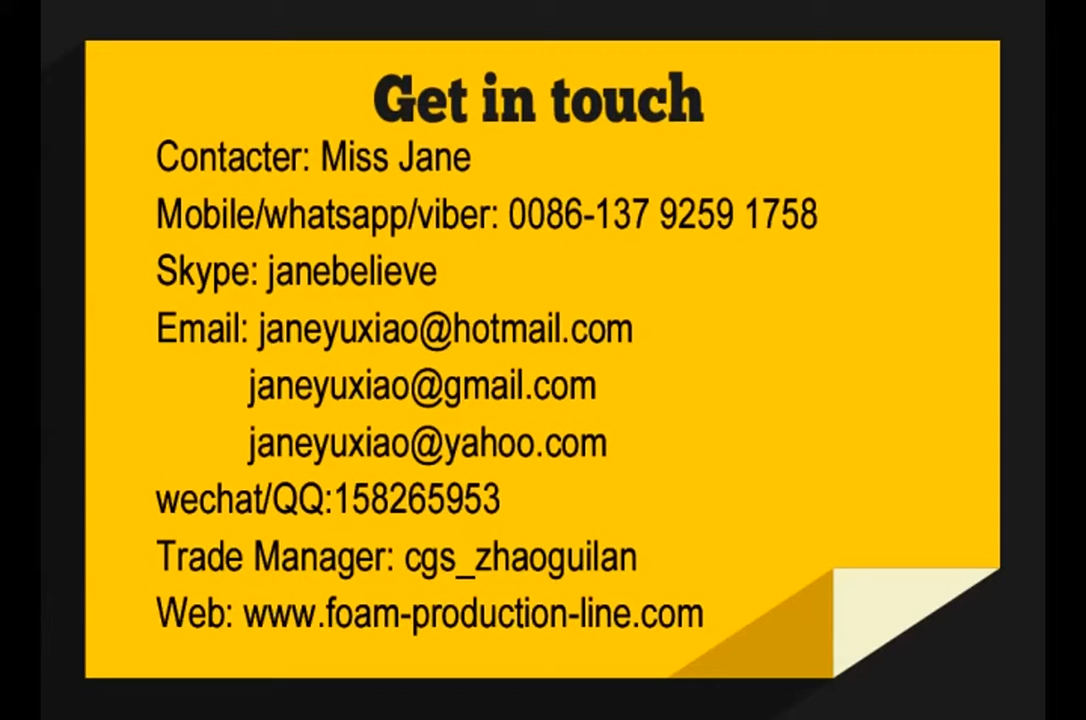 Get in touch
Contacter: Miss Jane
Mobile/whatsapp/viber: 0086-137 9259 1758
Skype: janebelieve
Email: janeyuxiao@hotmail.com
janeyuxiao@gmail.com
janeyuxiao@yahoo.com
wechat/QQ:158265953
Trade Manager: cgs_zhaoguilan
Web: www.foam-production-line.com